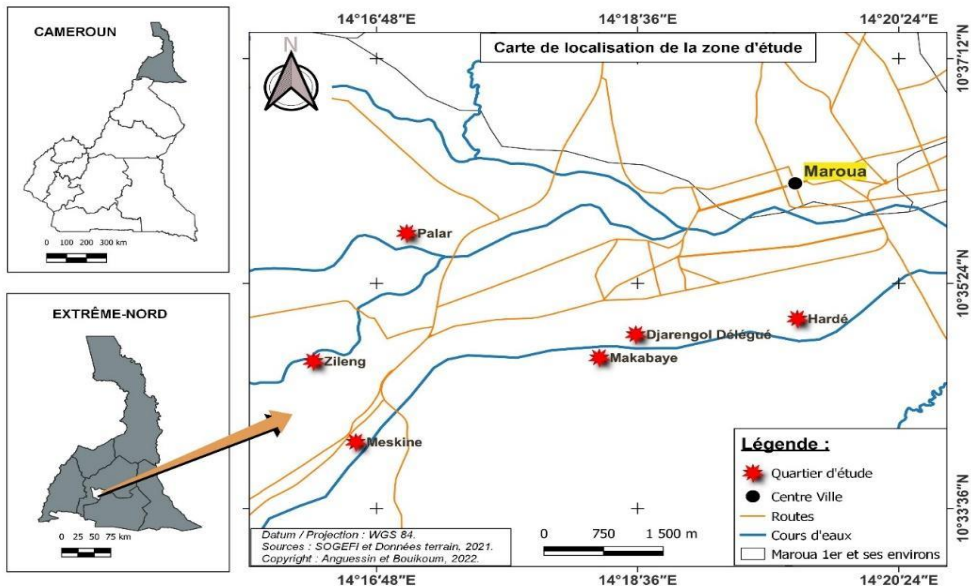 CAMEROUN
0 100 200 300 km
EXTRÊME-NORD
0 25 50 75 km
14°16'48"E
14°18'36"E
14°20'24"E
Carte de localisation de la zone d'étude
N
10°37'12"N
Maroua
Palar
10°35'24"N
Hardé
Djarengol Délégué
Makabaye
Zileng
Meskine
10°33'36"N
Légende :
Quartier d'étude
Centre Ville
Routes
Cours d'eaux
Maroua 1er et ses environs
Datum / Projection : WGS 84.
Sources : SOGEFI et Données terrain, 2021.
Copyright : Anguessin et Bouikoum, 2022.
0 750 1 500 m
14°16'48"E
14°18'36"E
14°20'24"E